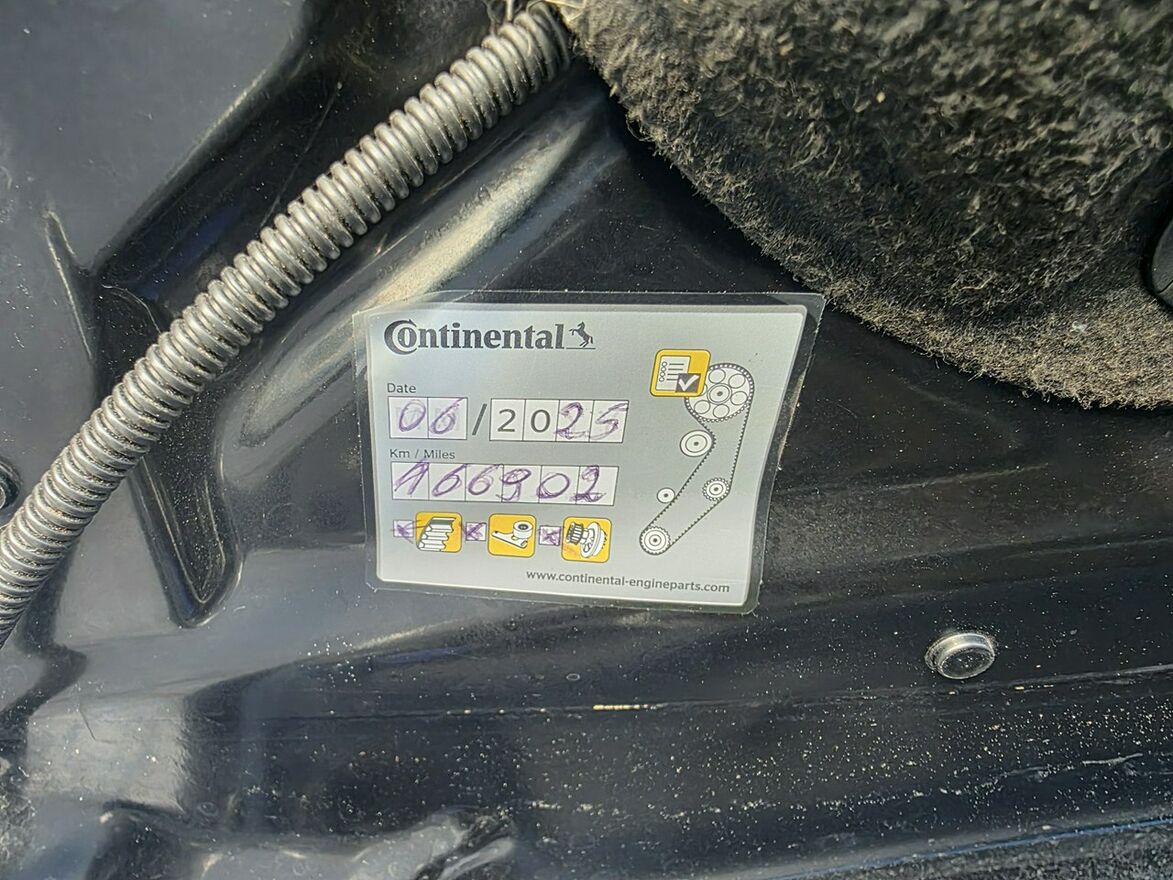 Continental
Date
06/2025
Km / Miles
166902
www.continental-engineparts.com